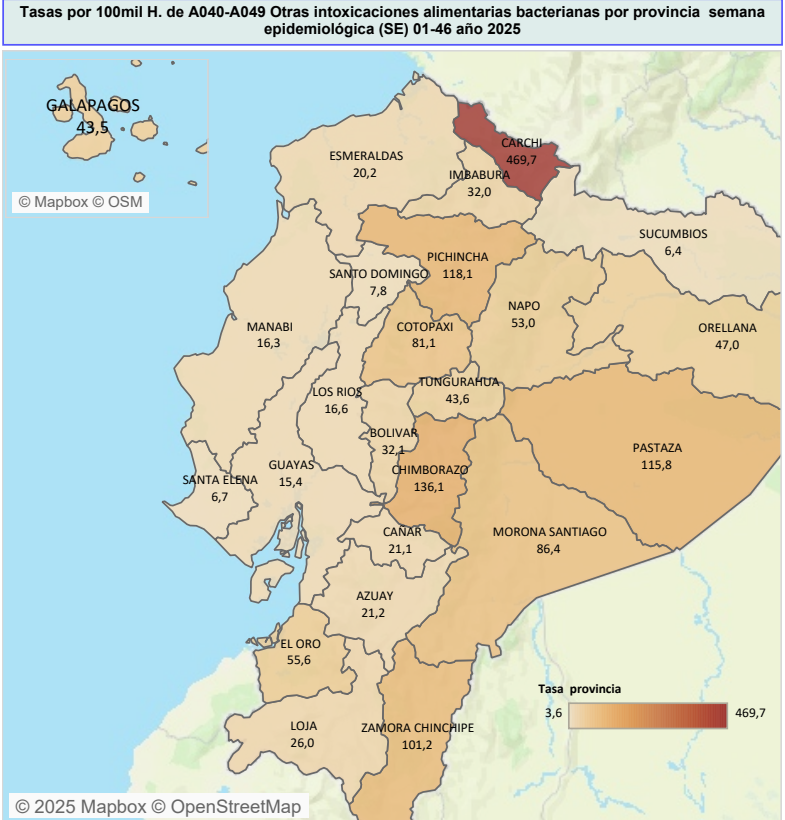 Tasas por 100mil H. de A040-A049 Otras intoxicaciones alimentarias bacterianas por provincia  semana
epidemiológica (SE) 01-46 año 2025
GALAPAGOS
43,5
© Mapbox © OSM
CARCHI
469,7
ESMERALDAS
20,2
IMBABURA
32,0
SUCUMBIOS
6,4
PICHINCHA
118,1
SANTO DOMINGO
7,8
NAPO
53,0
MANABI
16,3
COTOPAXI
81,1
ORELLANA
47,0
TUNGURAHUA
43,6
LOS RIOS
16,6
BOLIVAR
32,1
PASTAZA
115,8
GUAYAS
15,4
CHIMBORAZO
136,1
SANTA ELENA
6,7
CAÑAR
21,1
MORONA SANTIAGO
86,4
AZUAY
21,2
EL ORO
55,6
LOJA
26,0
ZAMORA CHINCHIPE
101,2
Tasa  provincia
3,6
469,7
© 2025 Mapbox © OpenStreetMap